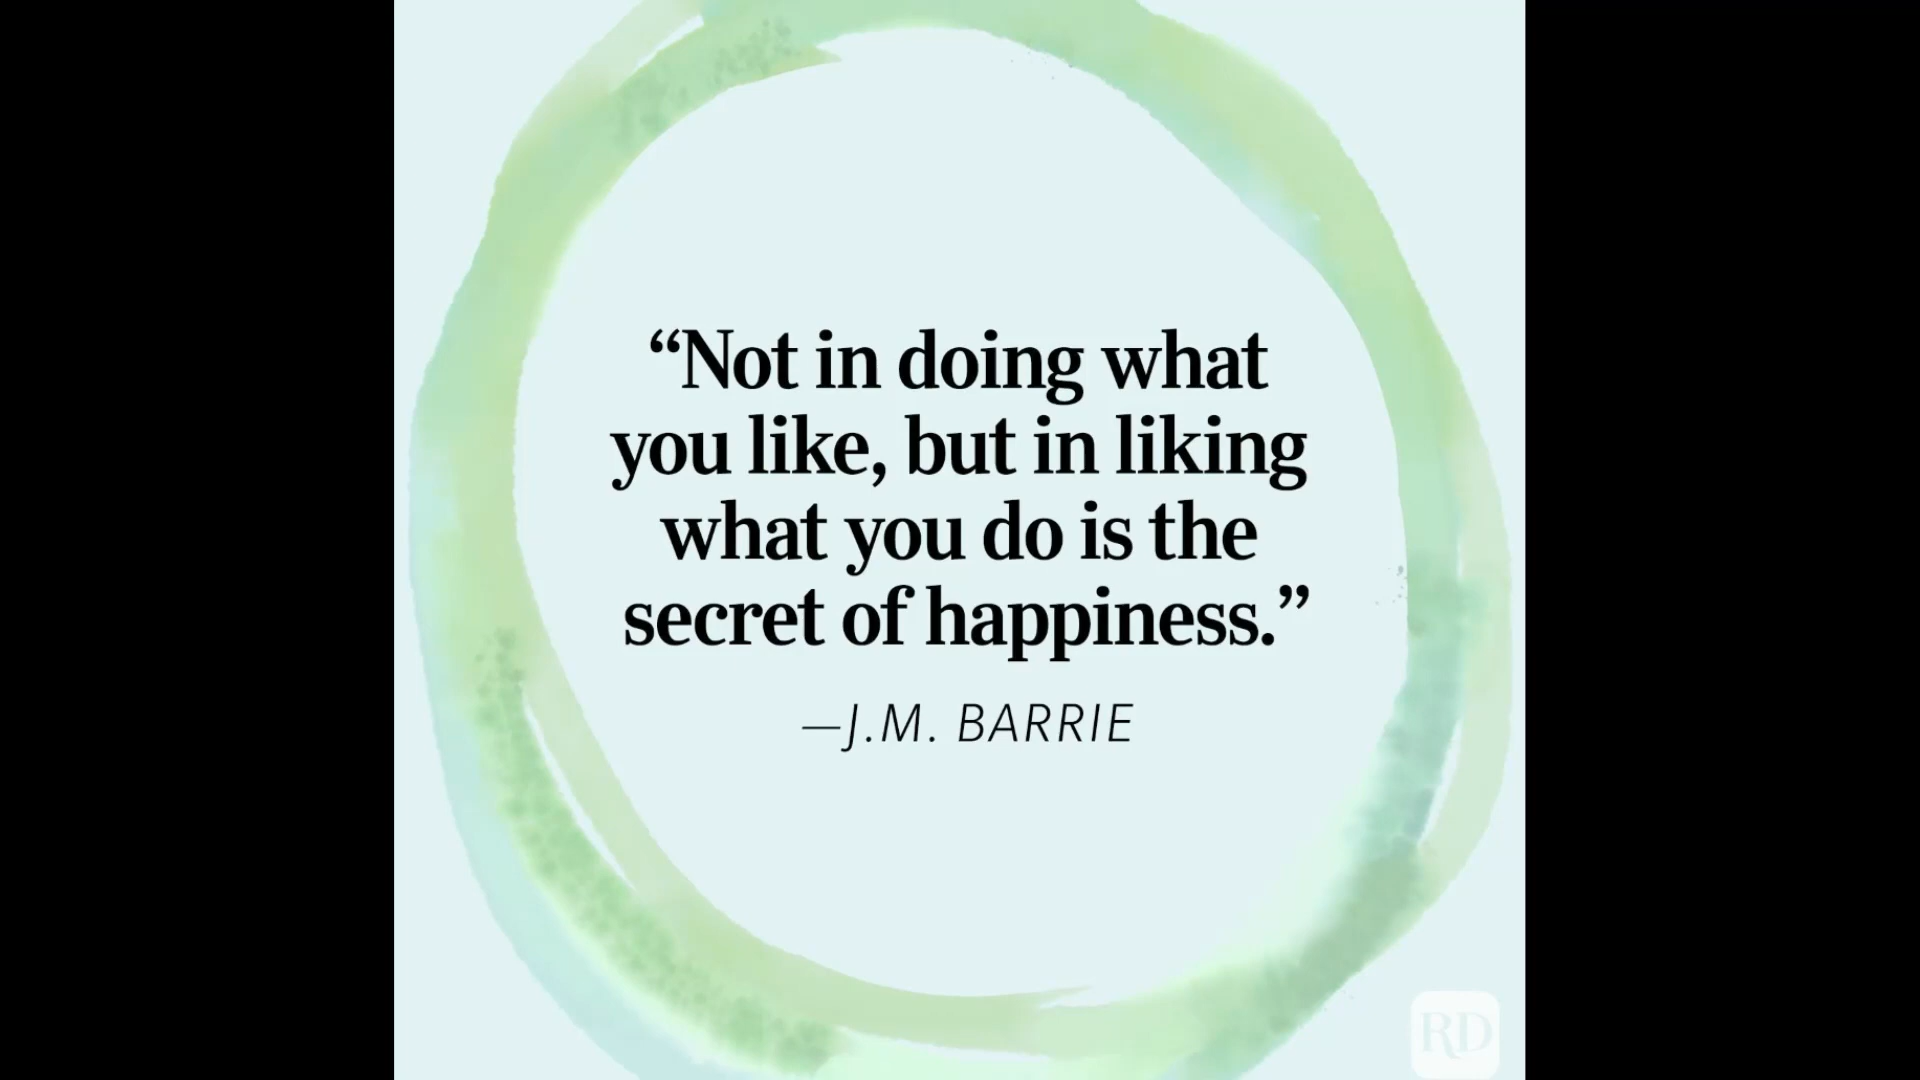 “Not in doing what
you like, but in liking
what you do is the
secret of happiness.”
—J.M. BARRIE
RD